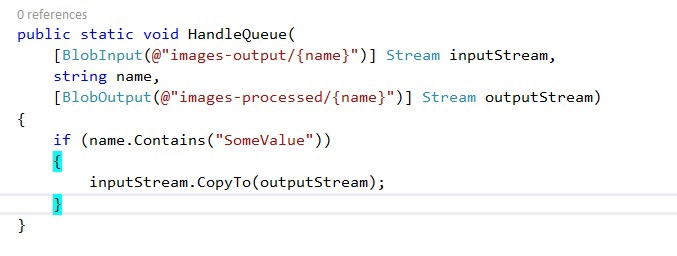 0 references
public static void HandleQueue(
    [BlobInput(@"images-output/{name}")] Stream inputStream,
    string name,
    [BlobOutput(@"images-processed/{name}")] Stream outputStream)
{
    if (name.Contains("SomeValue"))
    {
        inputStream.CopyTo(outputStream);
    }
}